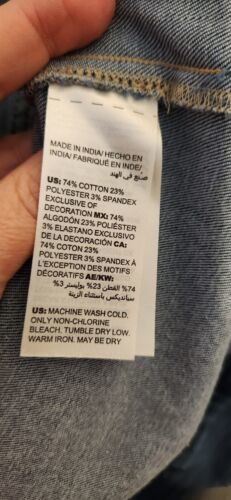 MADE IN INDIA/ HECHO EN
INDIA/ FABRIQUÉ EN INDE/
صنع في الهند
US: 74% COTTON 23%
POLYESTER 3% SPANDEX
EXCLUSIVE OF
DECORATION MX: 74%
ALGODÓN 23% POLIÉSTER
3% ELASTANO EXCLUSIVO
DE LA DECORACIÓN CA:
74% COTON 23%
POLYESTER 3% SPANDEX À
L'EXCEPTION DES MOTIFS
DÉCORATIFS AE/KW:
74% القطن 23% بوليستر 3%
سبانديكس باستثناء الزينة
US: MACHINE WASH COLD.
ONLY NON-CHLORINE
BLEACH. TUMBLE DRY LOW.
WARM IRON. MAY BE DRY